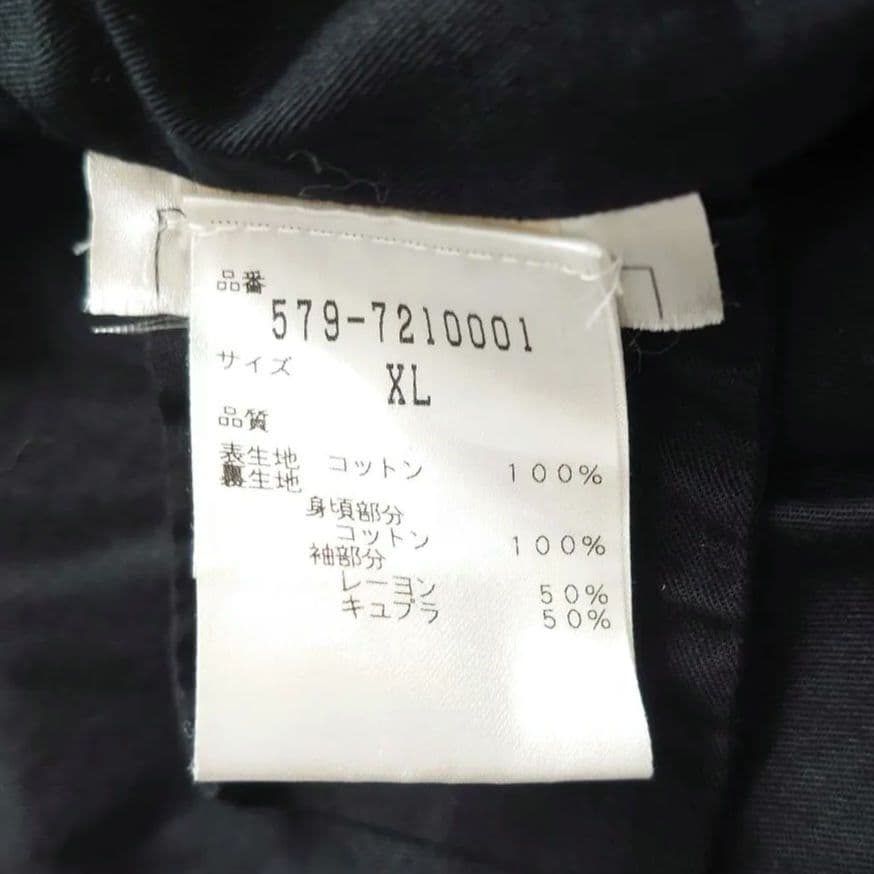 品番
579-7210001
サイズ
XL
品質
表生地 コットン 100%
裏生地
身頃部分
コットン 100%
袖部分
レーヨン 50%
キュプラ 50%